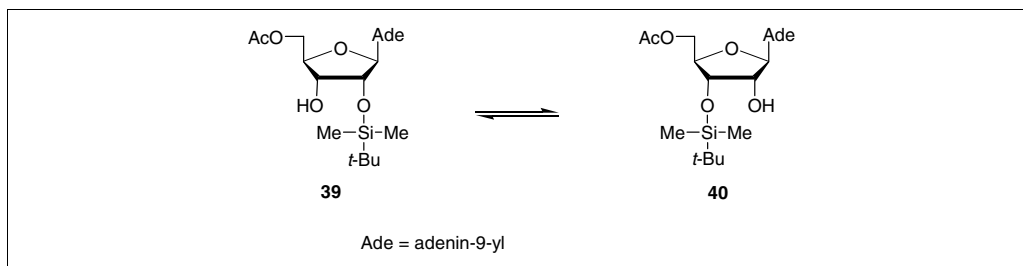 AcO O Ade AcO O Ade
HO O O OH
Me Si Me Me Si Me
t-Bu t-Bu
39 40
Ade = adenin-9-yl